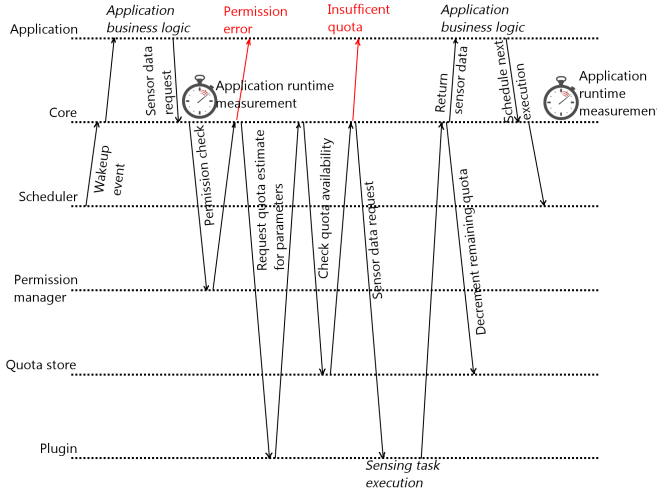 Application
business logic
Permission
error
Insufficent
quota
Application
business logic
Application
Sensor data
request
Return
sensor data
Schedule next
execution
Application runtime
measurement
Application
runtime
measurement
Core
Wakeup
event
Permission check
Request quota estimate
for parameters
Check quota availability
Sensor data request
Decrement remaining quota
Scheduler
Permission
manager
Quota store
Plugin
Sensing task
execution